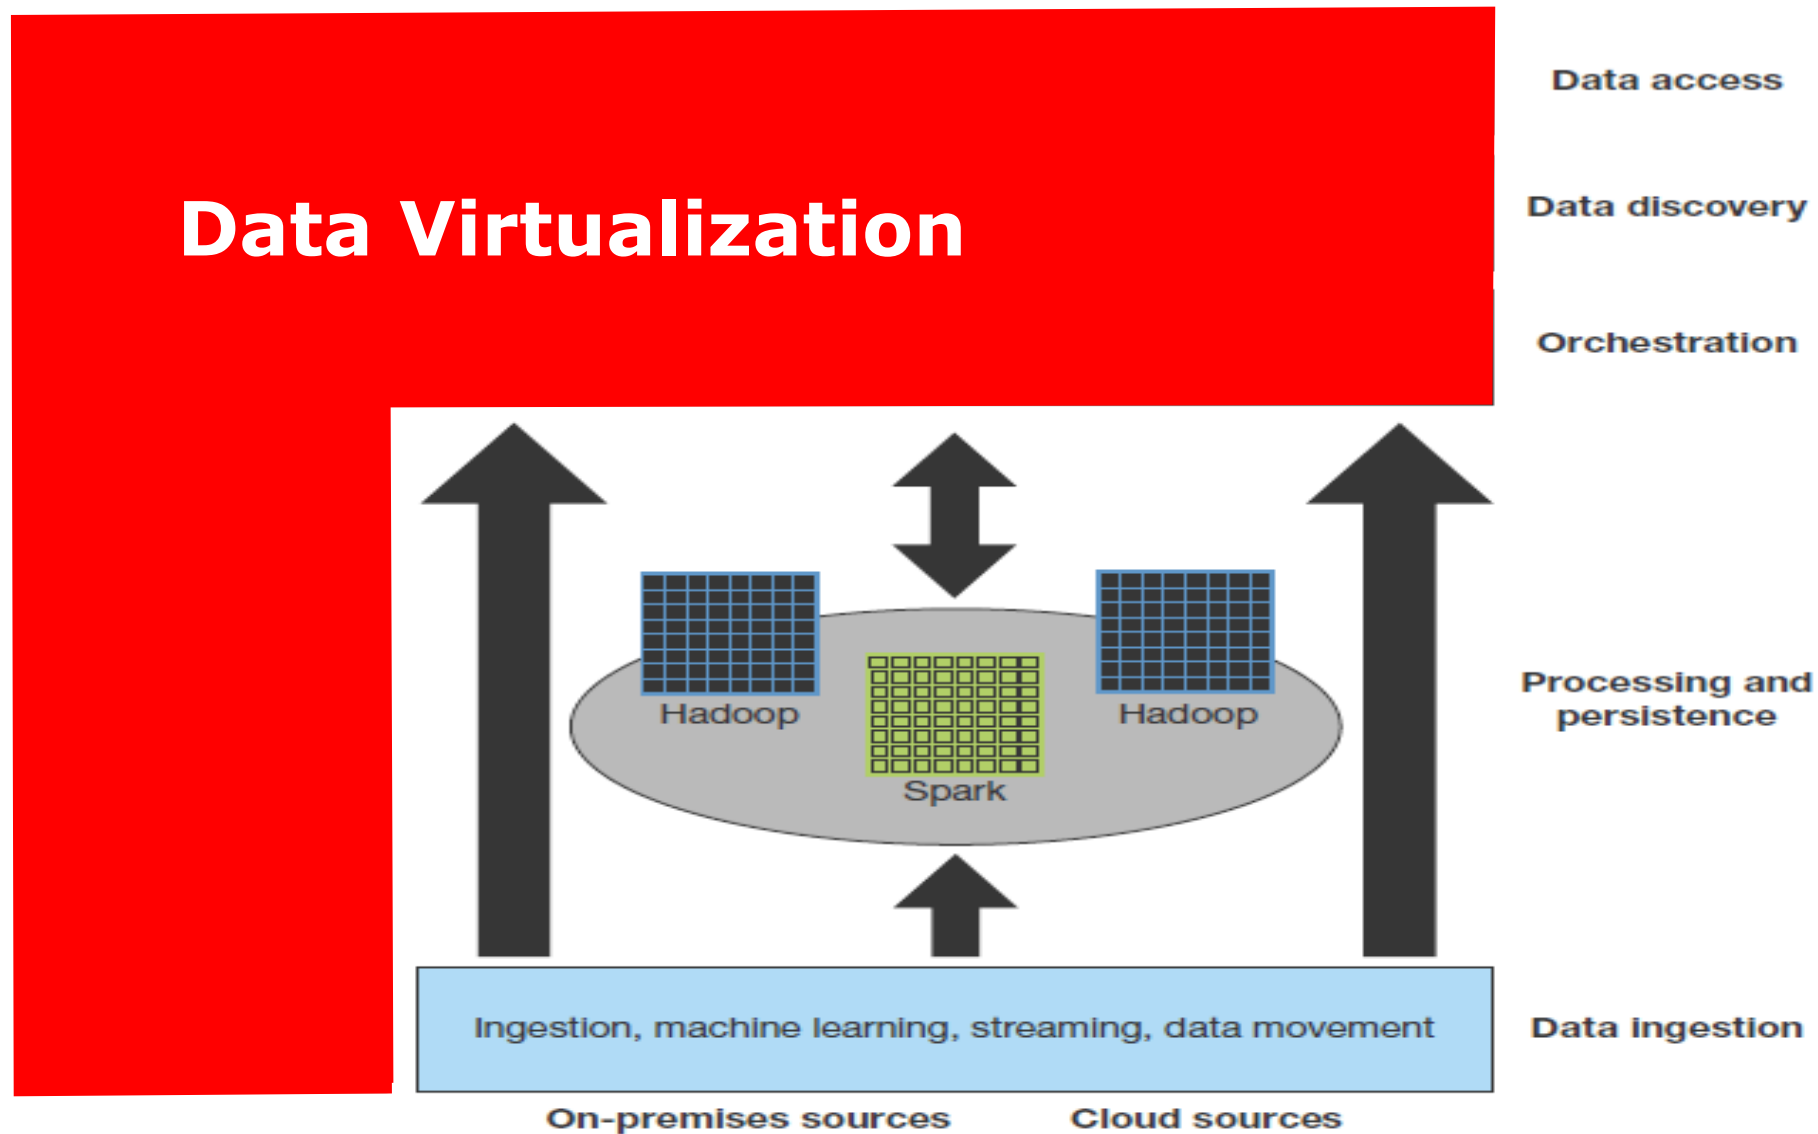 Data access
Data discovery
Data Virtualization
Orchestration
Hadoop
Hadoop
Spark
Processing and
persistence
Ingestion, machine learning, streaming, data movement
Data ingestion
On-premises sources
Cloud sources